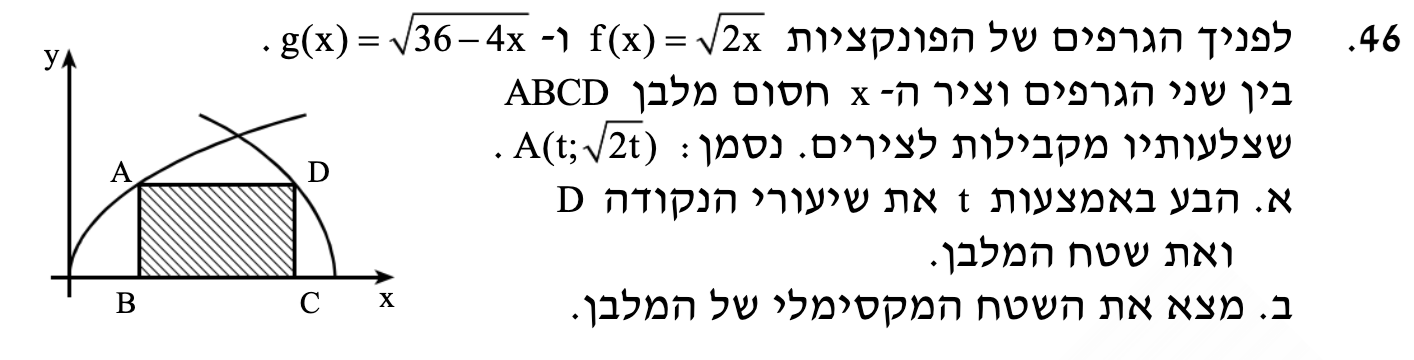 .46 לפניך הגרפים של הפונקציות f(x) = √2x ו- g(x) = √36 – 4x .
בין שני הגרפים וציר ה- x חסום מלבן ABCD
שצלעותיו מקבילות לצירים. נסמן: A(t;√2t) .
א. הבע באמצעות t את שיעורי הנקודה D
ואת שטח המלבן.
ב. מצא את השטח המקסימלי של המלבן.
y
A
D
B
C
x